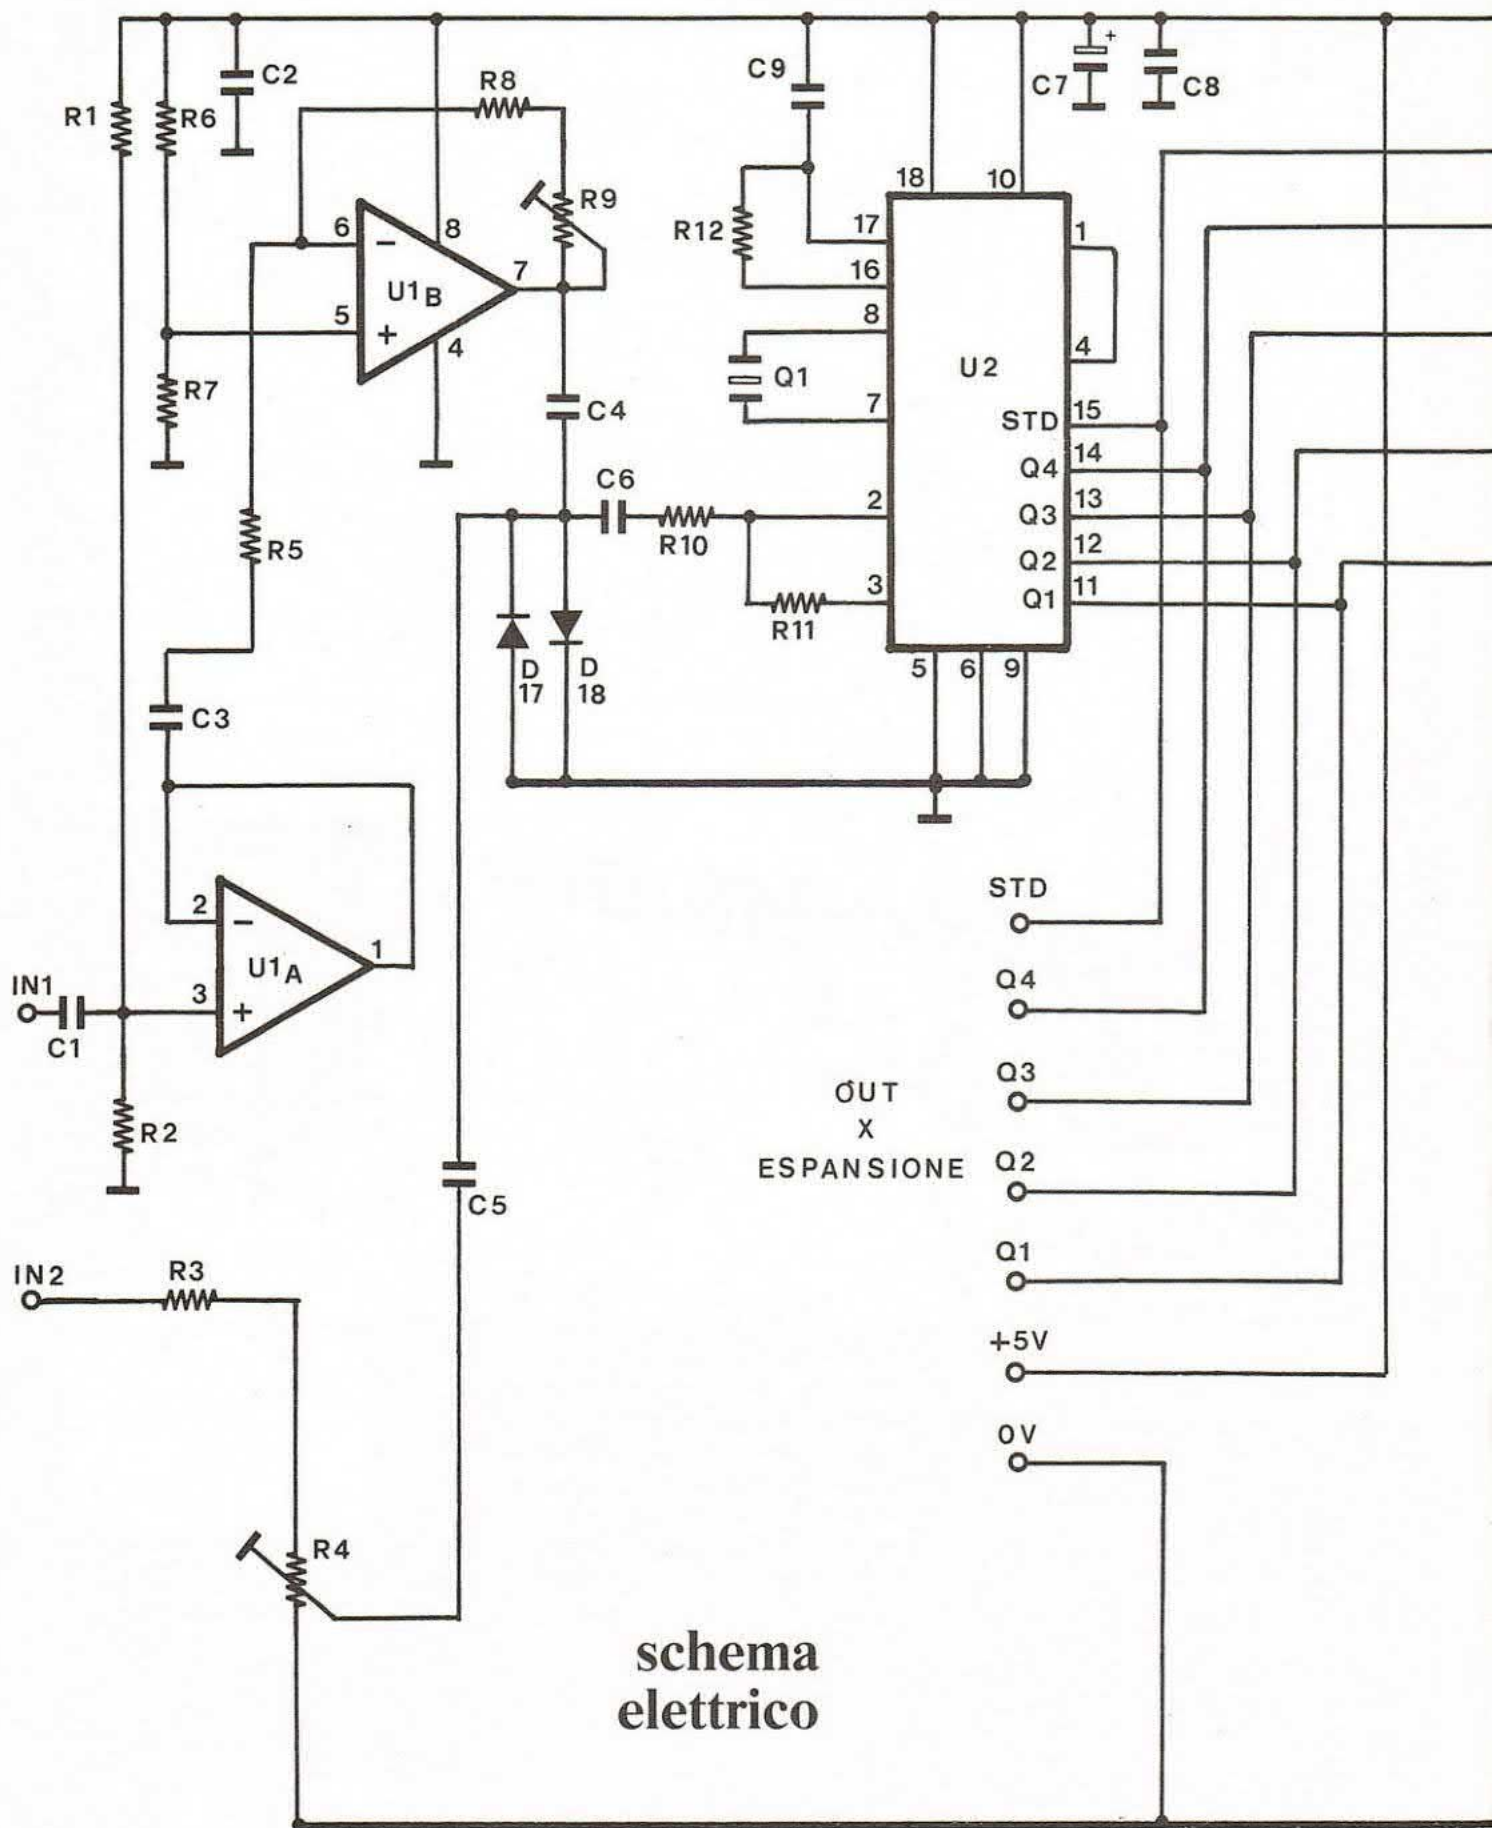 C2
C9
C7
+
C8
R1
R6
R8
R9
18
10
R12
17
16
1
6
−
8
7
U1B
5
+
4
8
Q1
7
U2
4
R7
C4
STD
15
Q4
14
Q3
13
Q2
12
Q1
11
C6
R10
2
R5
R11
3
D
17
D
18
5
6
9
C3
2
−
1
U1A
3
+
IN1
C1
R2
STD
Q4
OUT
X
ESPANSIONE
Q3
Q2
Q1
+5V
0V
C5
IN2
R3
R4
schema
elettrico